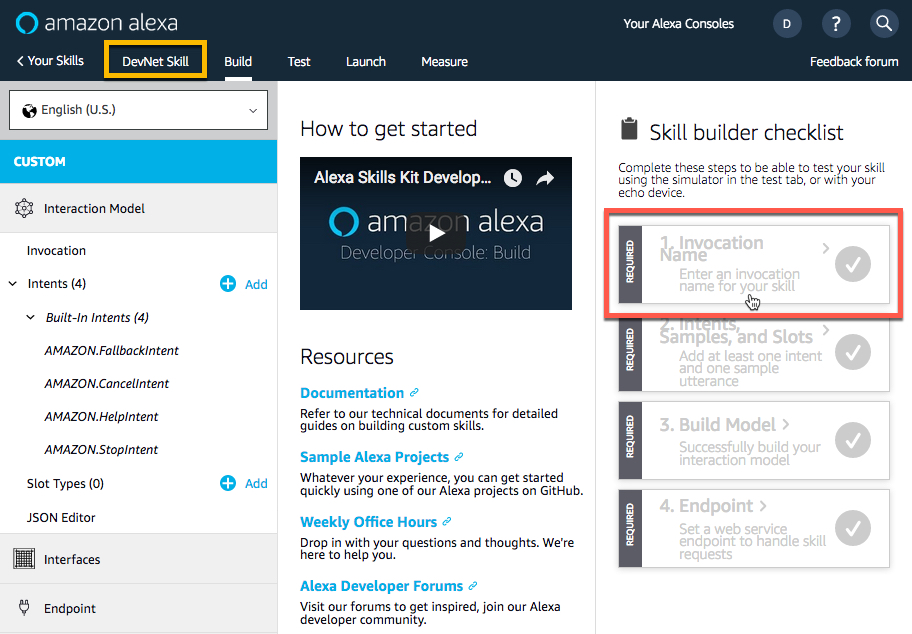 amazon alexa
Your Alexa Consoles
D
?
Your Skills
DevNet Skill
Build
Test
Launch
Measure
Feedback forum
English (U.S.)
CUSTOM
Interaction Model
Invocation
Intents (4)
Add
Built-In Intents (4)
AMAZON.FallbackIntent
AMAZON.CancelIntent
AMAZON.HelpIntent
AMAZON.StopIntent
Slot Types (0)
Add
JSON Editor
Interfaces
Endpoint
How to get started
Alexa Skills Kit Develop...
amazon alexa
Developer Console: Build
Resources
Documentation
Refer to our technical documents for detailed
guides on building custom skills.
Sample Alexa Projects
Whatever your experience, you can get started
quickly using one of our Alexa projects on GitHub.
Weekly Office Hours
Drop in with your questions and thoughts. We're
here to help you.
Alexa Developer Forums
Visit our forums to get inspired, join our Alexa
developer community.
Skill builder checklist
Complete these steps to be able to test your skill
using the simulator in the test tab, or with your
echo device.
REQUIRED
1. Invocation
Name
Enter an invocation
name for your skill
REQUIRED
2. Intents,
Samples, and Slots
Add at least one intent
and one sample
utterance
REQUIRED
3. Build Model
Successfully build your
interaction model
REQUIRED
4. Endpoint
Set a web service
endpoint to handle skill
requests